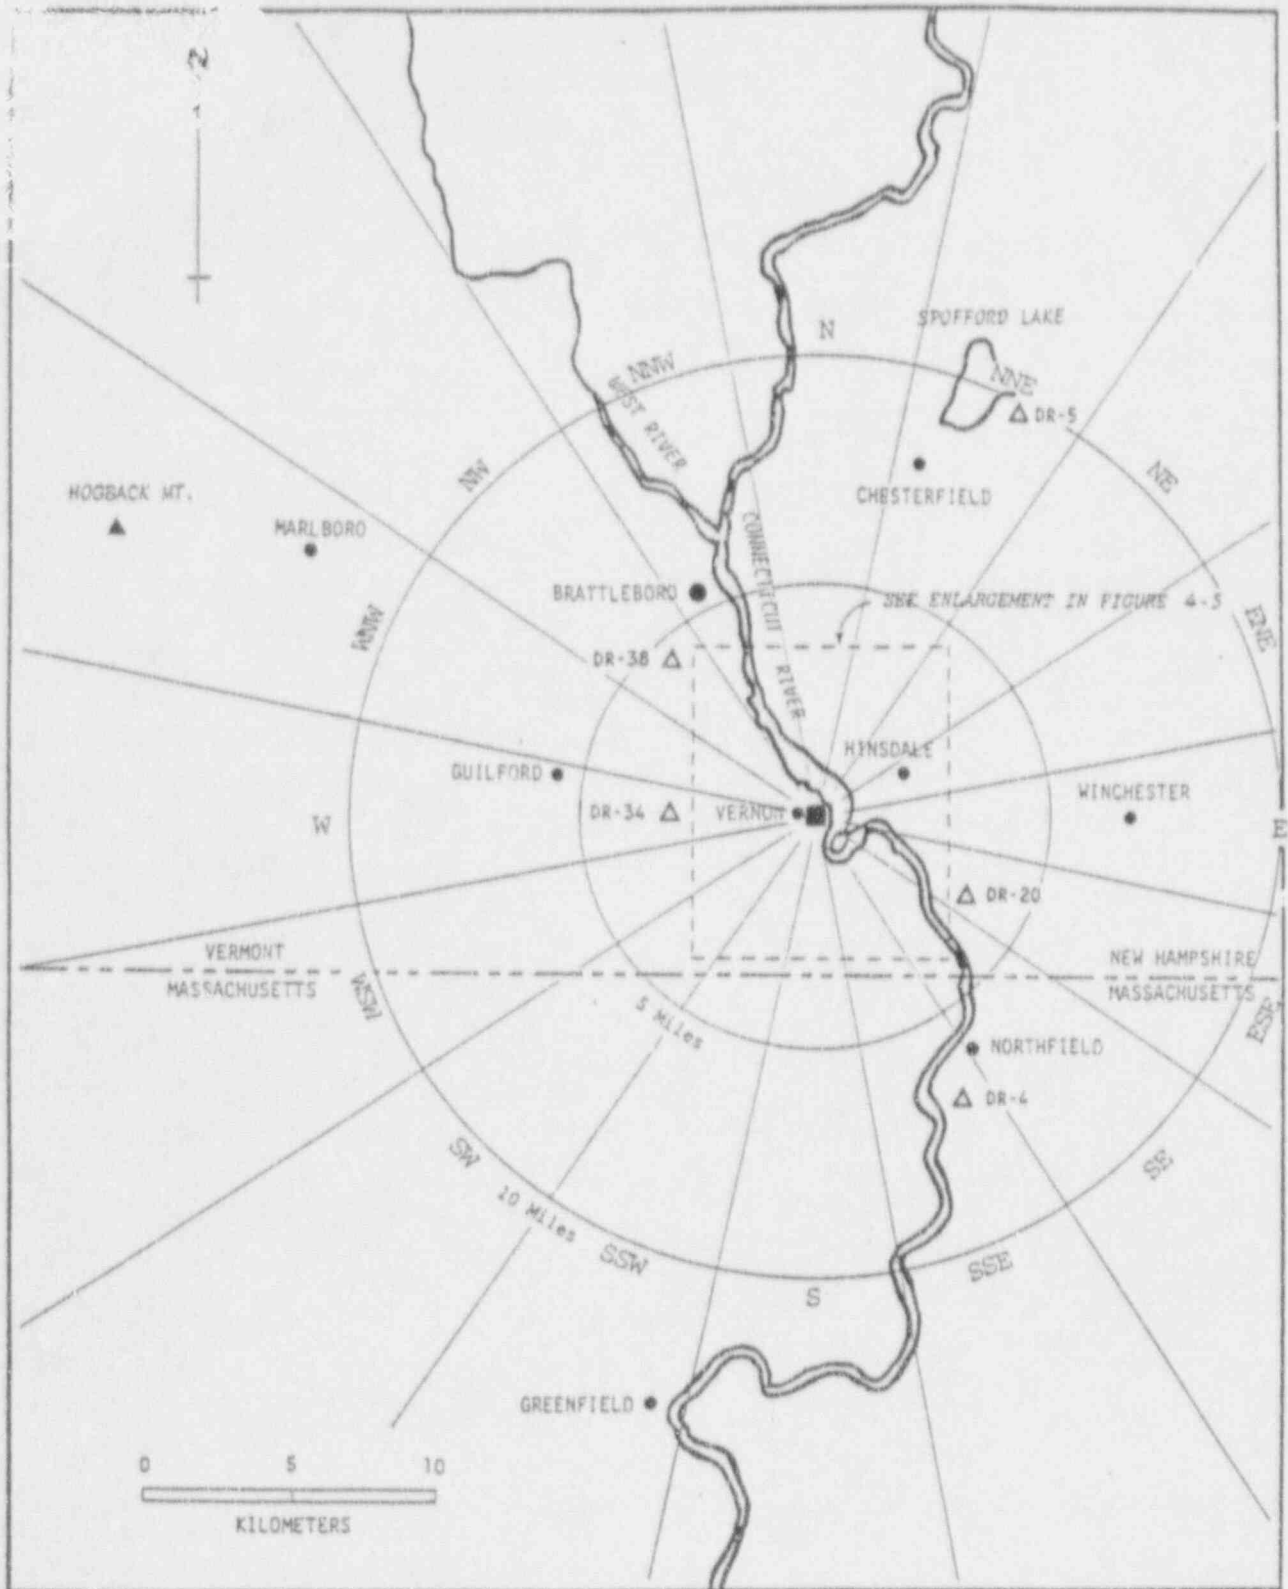 N
N
SPOFFORD LAKE
NNW
NNE
WEST RIVER
DR-5
NW
NE
CHESTERFIELD
HOGBACK MT.
MARLBORO
CONNECTICUT RIVER
BRATTLEBORO
SEE ENLARGEMENT IN FIGURE 4-5
WNW
ENE
DR-38
HINSDALE
GUILFORD
WINCHESTER
DR-34
VERNON
W
E
DR-20
VERMONT
NEW HAMPSHIRE
MASSACHUSETTS
MASSACHUSETTS
WSW
ESE
5 Miles
NORTHFIELD
DR-4
SW
SE
10 Miles
SSW
SSE
S
GREENFIELD
0 5 10
KILOMETERS